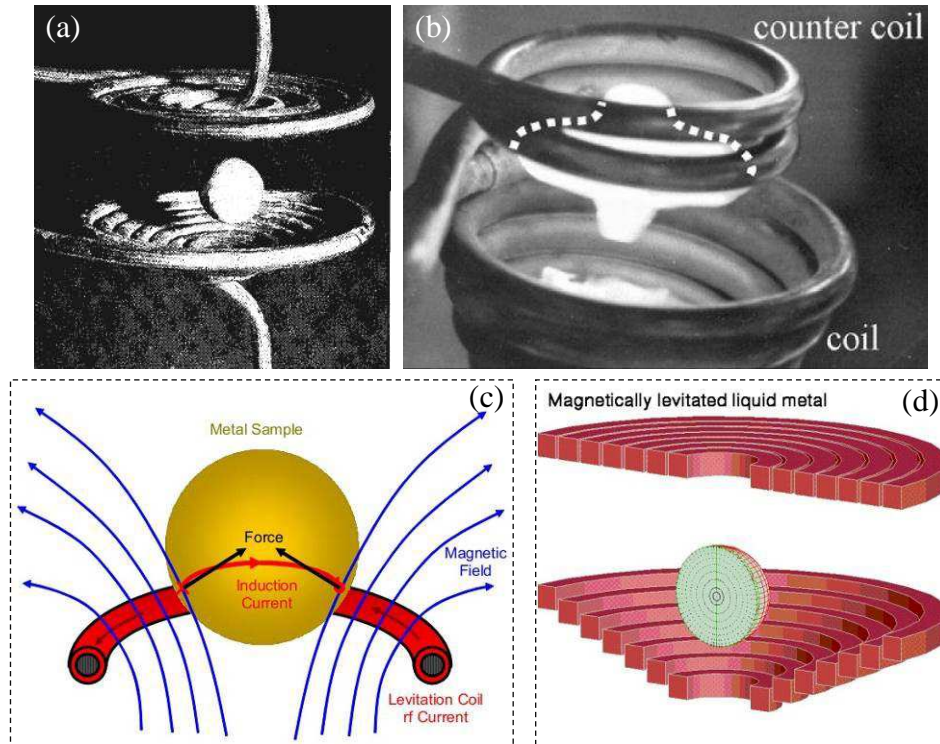 (a)
(b)
counter coil
coil
(c)
Metal Sample
Force
Induction
Current
Magnetic
Field
Levitation Coil
rf Current
(d)
Magnetically levitated liquid metal